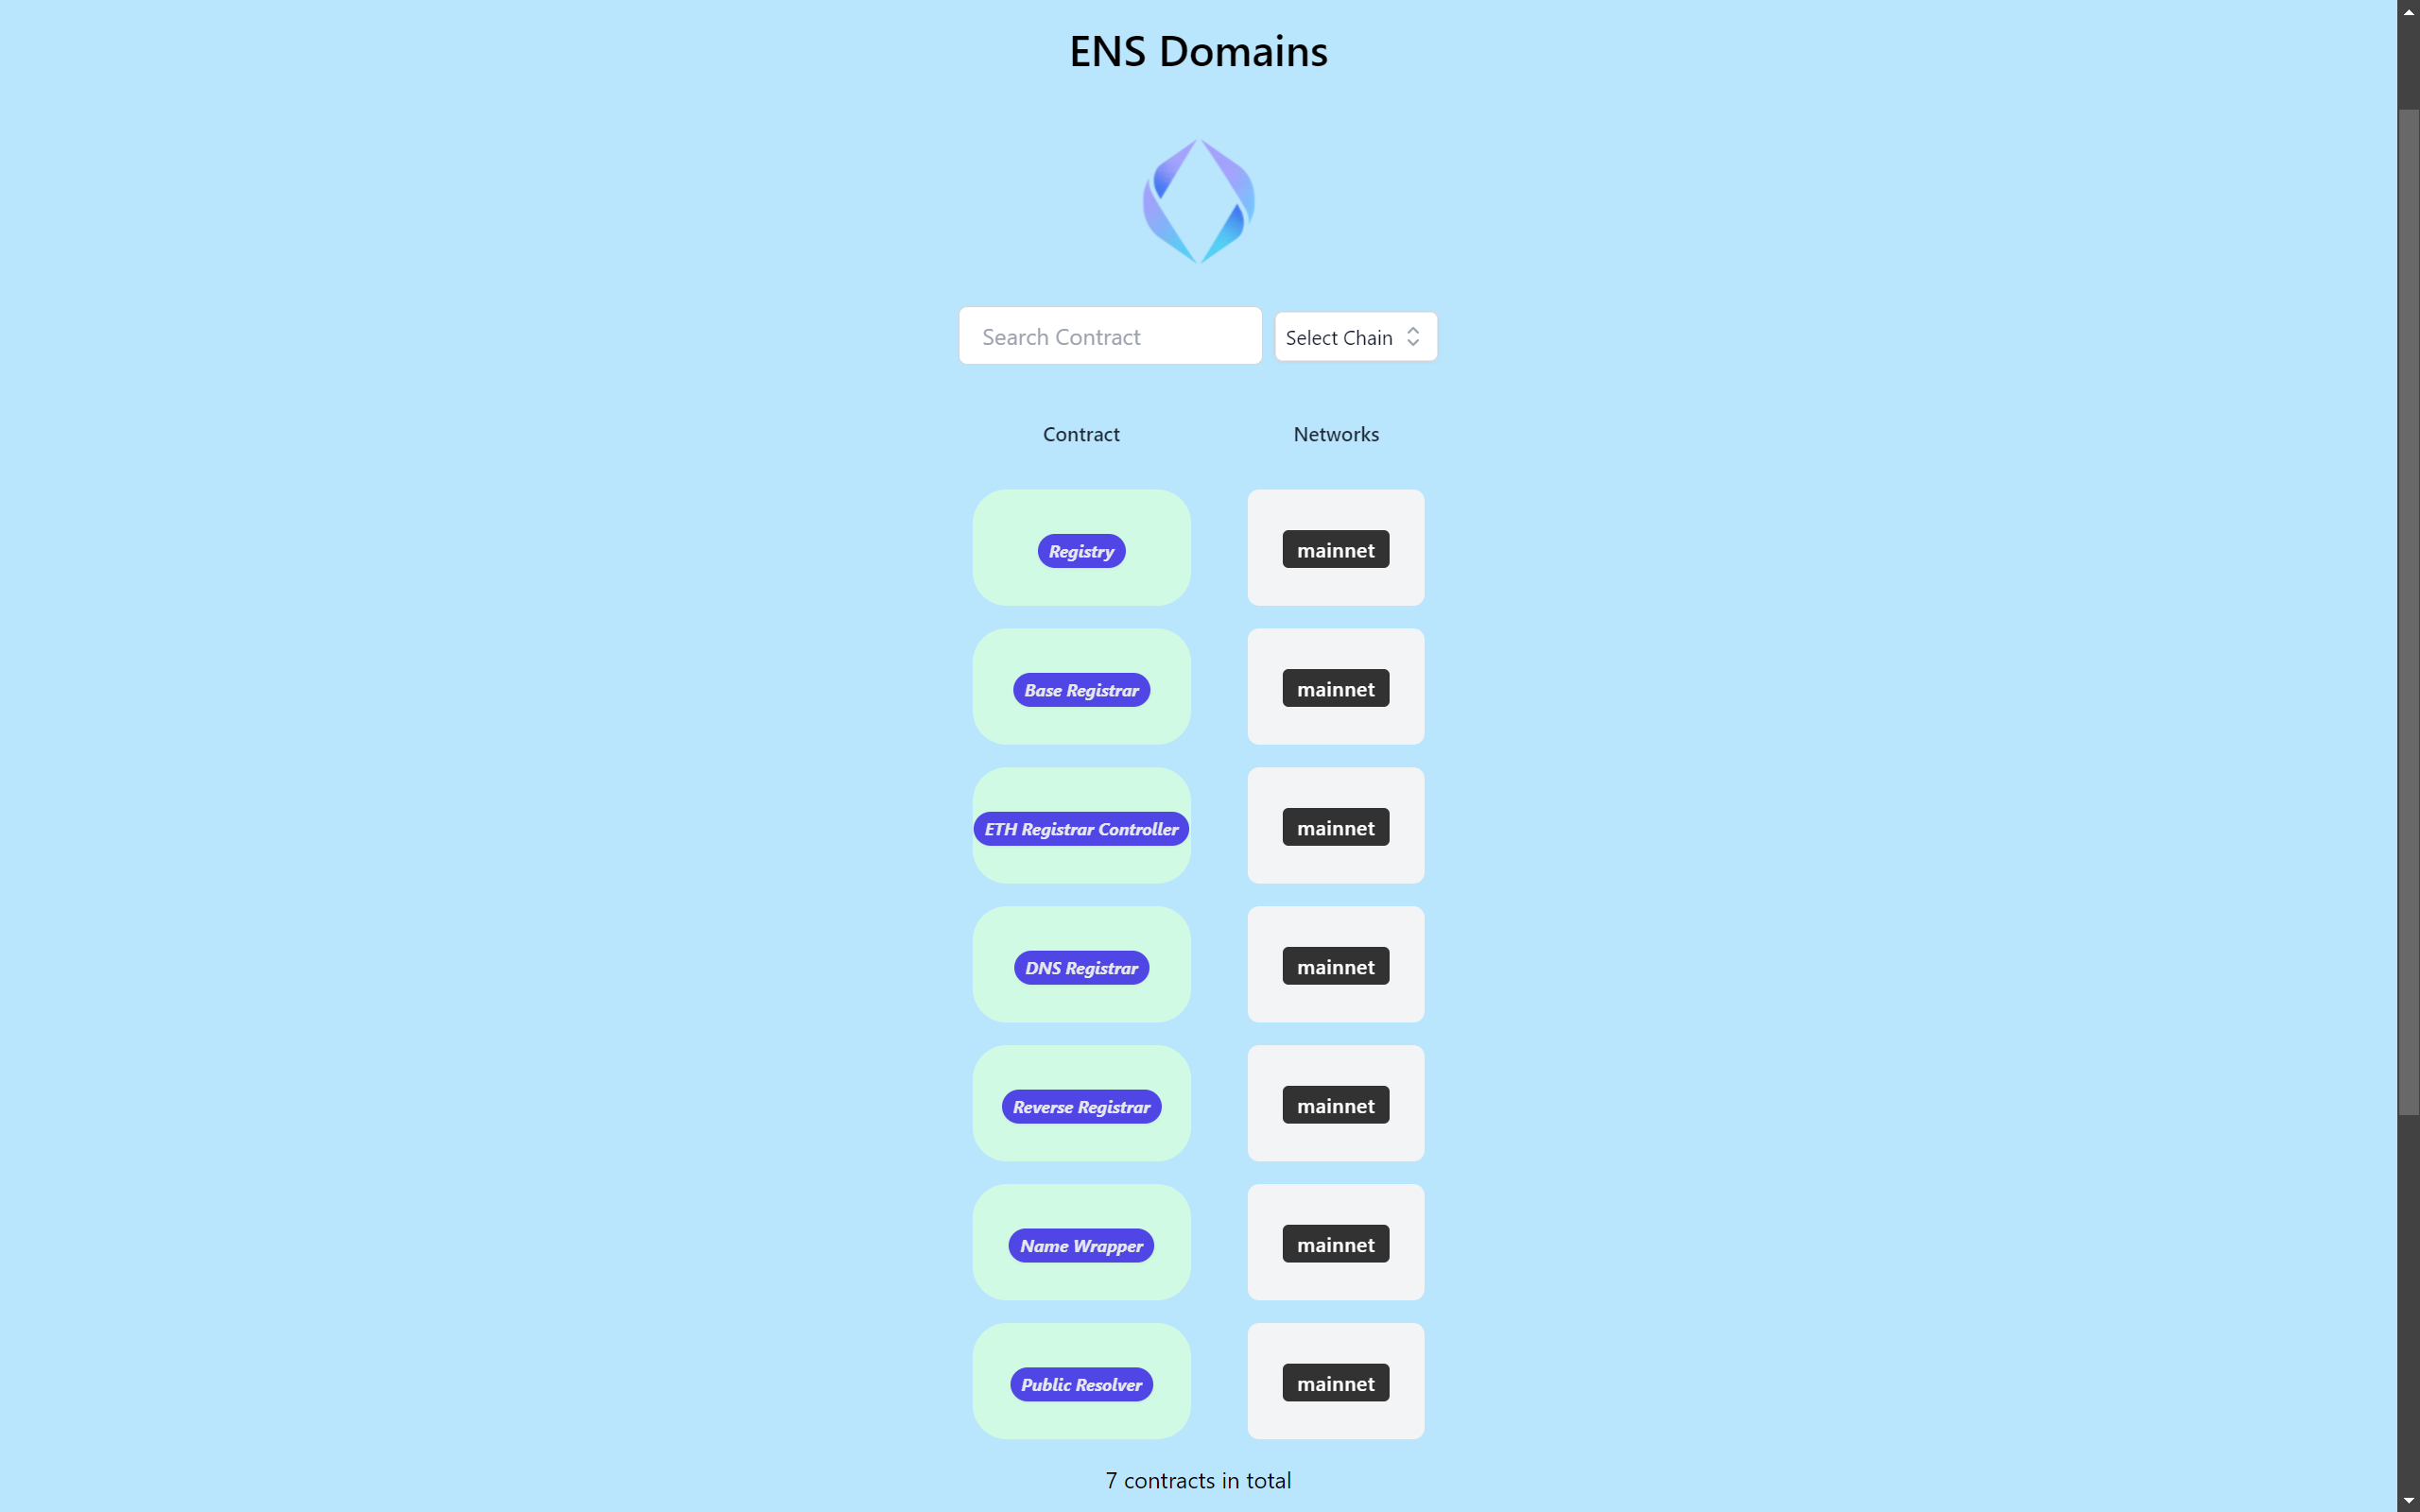 ENS Domains
Search Contract
Select Chain
Contract Networks
Registry mainnet
Base Registrar mainnet
ETH Registrar Controller mainnet
DNS Registrar mainnet
Reverse Registrar mainnet
Name Wrapper mainnet
Public Resolver mainnet
7 contracts in total